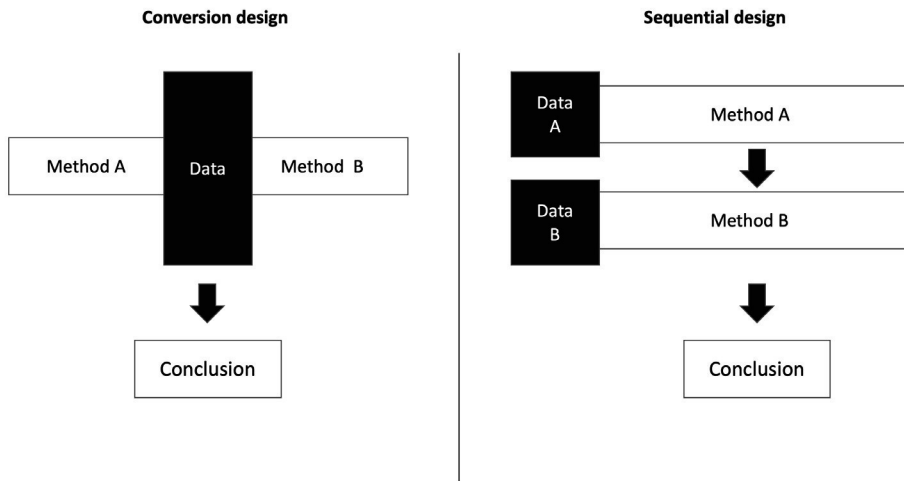 Conversion design
Method A
Data
Method B
Conclusion
Sequential design
Data
A
Method A
Data
B
Method B
Conclusion